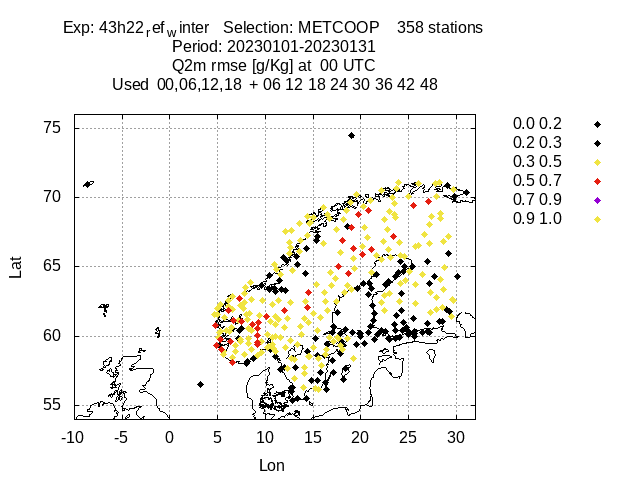 Exp: 43h22refwinter Selection: METCOOP 358 stations
Period: 20230101-20230131
Q2m rmse [g/Kg] at 00 UTC
Used 00,06,12,18 + 06 12 18 24 30 36 42 48
0.0 0.2
0.2 0.3
0.3 0.5
0.5 0.7
0.7 0.9
0.9 1.0
75
70
65
60
55
Lat
-10 -5 0 5 10 15 20 25 30
Lon